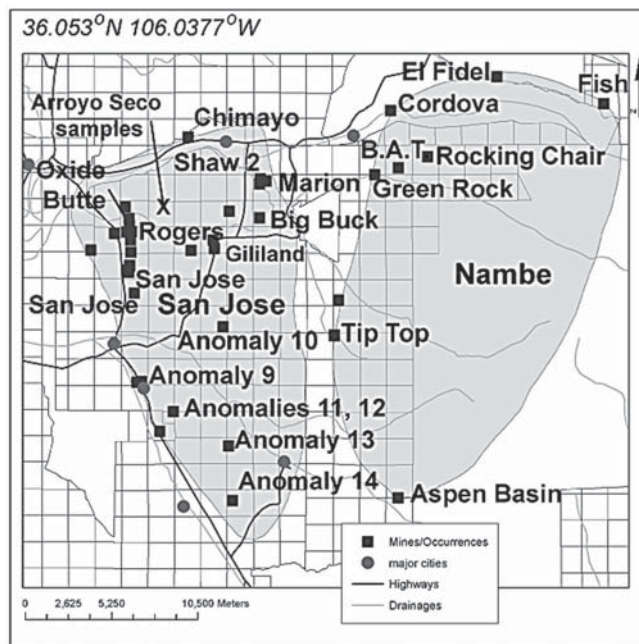 36.053°N 106.0377°W
El Fidel
Fish
Arroyo Seco
samples
Chimayo
Cordova
Shaw 2
B.A.T.
Rocking Chair
Oxide
Butte
Marion
Green Rock
X
Big Buck
Rogers
Gililand
Nambe
San Jose
San Jose
San Jose
Anomaly 10
Tip Top
Anomaly 9
Anomalies 11, 12
Anomaly 13
Anomaly 14
Aspen Basin
Mines/Occurrences
major cities
Highways
Drainages
0 2,625 5,250 10,500 Meters